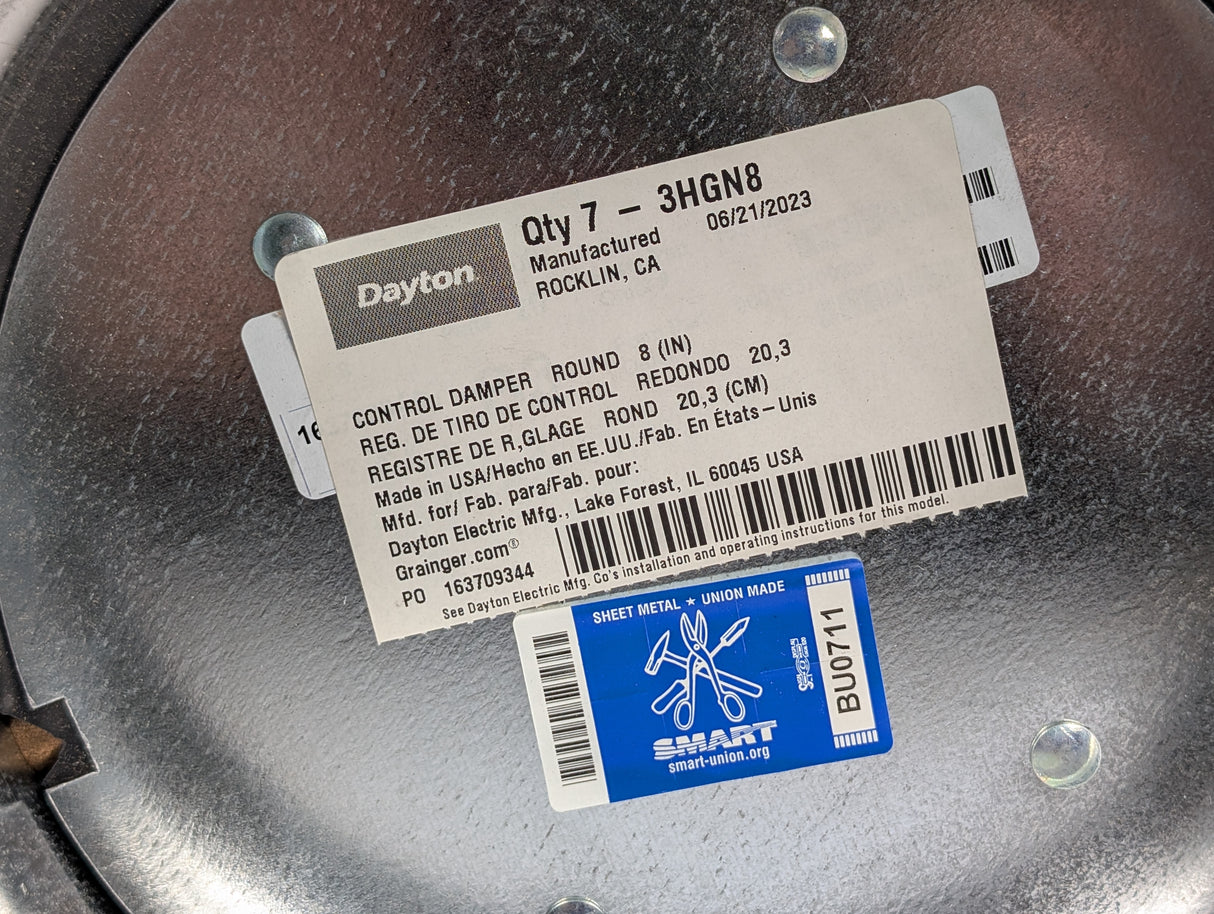 Dayton
Qty 7 – 3HGN8
Manufactured 06/21/2023
ROCKLIN, CA
CONTROL DAMPER ROUND 8 (IN)
REG. DE TIRO DE CONTROL REDONDO 20,3
REGISTRE DE R,GLAGE ROND 20,3 (CM)
Made in USA/Hecho en EE.UU./Fab. En États–Unis
Mfd. for/ Fab. para/Fab. pour:
Dayton Electric Mfg., Lake Forest, IL 60045 USA
Grainger.com®
PO 163709344
See Dayton Electric Mfg. Co's installation and operating instructions for this model.
16
SHEET METAL ★ UNION MADE
SMART
smart-union.org
BU0711